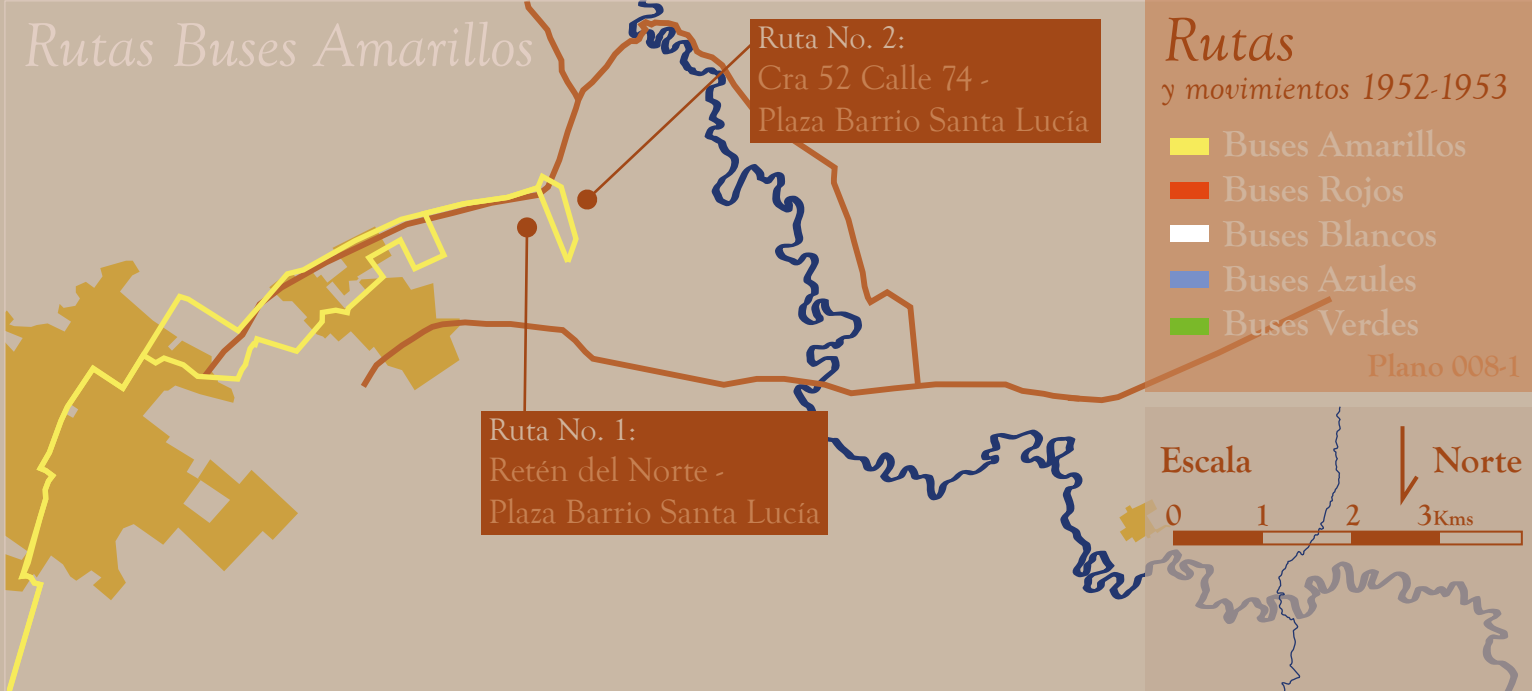 Rutas Buses Amarillos
Ruta No. 2:
Cra 52 Calle 74 -
Plaza Barrio Santa Lucía
Ruta No. 1:
Retén del Norte -
Plaza Barrio Santa Lucía
Rutas
y movimientos 1952-1953
Buses Amarillos
Buses Rojos
Buses Blancos
Buses Azules
Buses Verdes
Plano 008-1
Escala
Norte
0 1 2 3Kms